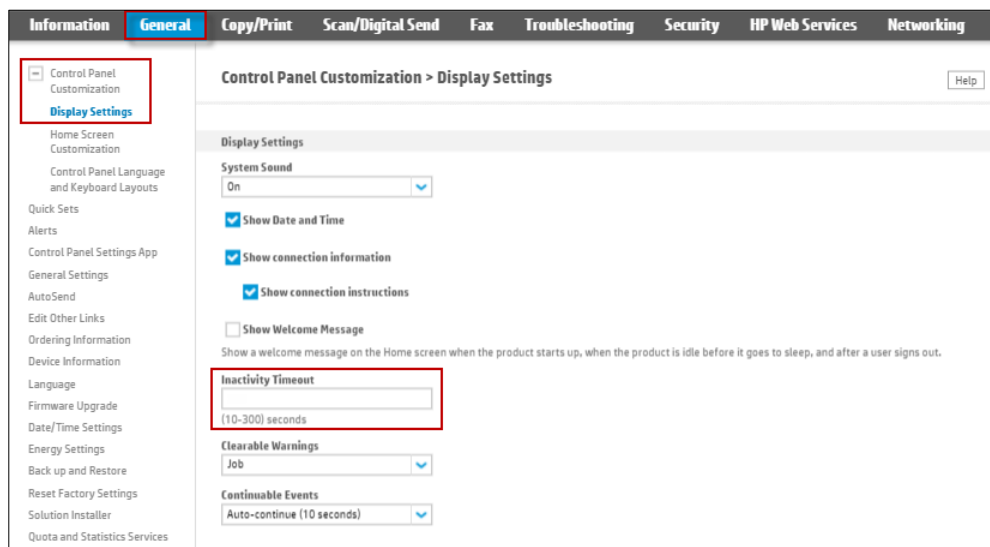 Information General Copy/Print Scan/Digital Send Fax Troubleshooting Security HP Web Services Networking
Control Panel
Customization
Display Settings
Home Screen
Customization
Control Panel Language
and Keyboard Layouts
Quick Sets
Alerts
Control Panel Settings App
General Settings
AutoSend
Edit Other Links
Ordering Information
Device Information
Language
Firmware Upgrade
Date/Time Settings
Energy Settings
Back up and Restore
Reset Factory Settings
Solution Installer
Quota and Statistics Services
Control Panel Customization > Display Settings
Help
Display Settings
System Sound
On
Show Date and Time
Show connection information
Show connection instructions
Show Welcome Message
Show a welcome message on the Home screen when the product starts up, when the product is idle before it goes to sleep, and after a user signs out.
Inactivity Timeout
(10-300) seconds
Clearable Warnings
Job
Continuable Events
Auto-continue (10 seconds)